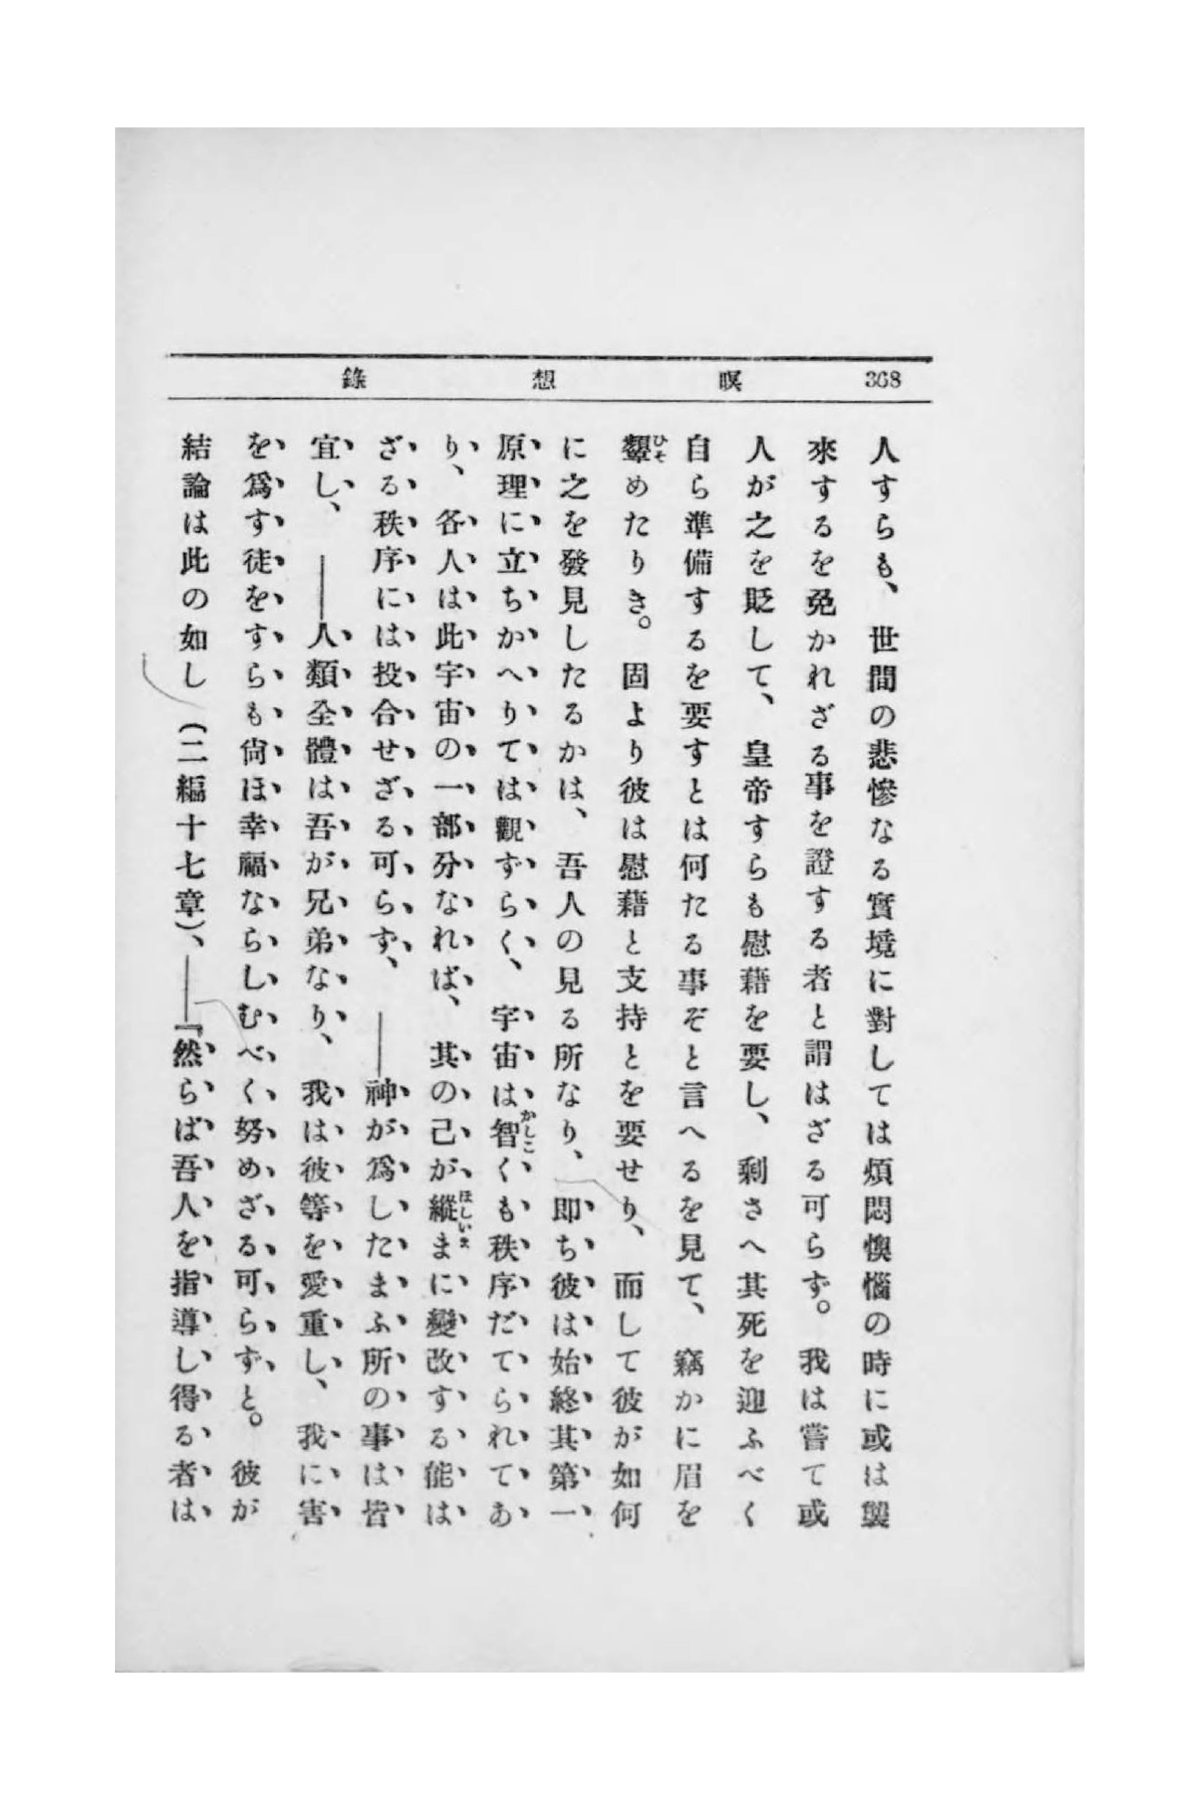 368 瞑想錄
人すらも、世間の悲慘なる實境に對しては煩悶懊惱の時に或は襲
來するを免かれざる事を證する者と謂はざる可らず。我は嘗て或
人が之を貶して、皇帝すらも慰藉を要し、剩さへ其死を迎ふべく
自ら準備するを要すとは何たる事ぞと言へるを見て、竊かに眉を
顰めたりき。固より彼は慰藉と支持とを要せり、而して彼が如何
に之を發見したるかは、吾人の見る所なり、即ち彼は始終其第一
原理に立ちかへりては觀ずらく、宇宙は智くも秩序だてられてあ
り、各人は此宇宙の一部分なれば、其の己が縱まに變改する能は
ざる秩序には投合せざる可らず、――神が爲したまふ所の事は皆
宜し、――人類全體は吾が兄弟なり、我は彼等を愛重し、我に害
を爲す徒をすらも尙ほ幸福ならしむべく努めざる可らずと。彼が
結論は此の如し（二編十七章）、――『然らば吾人を指導し得る者は